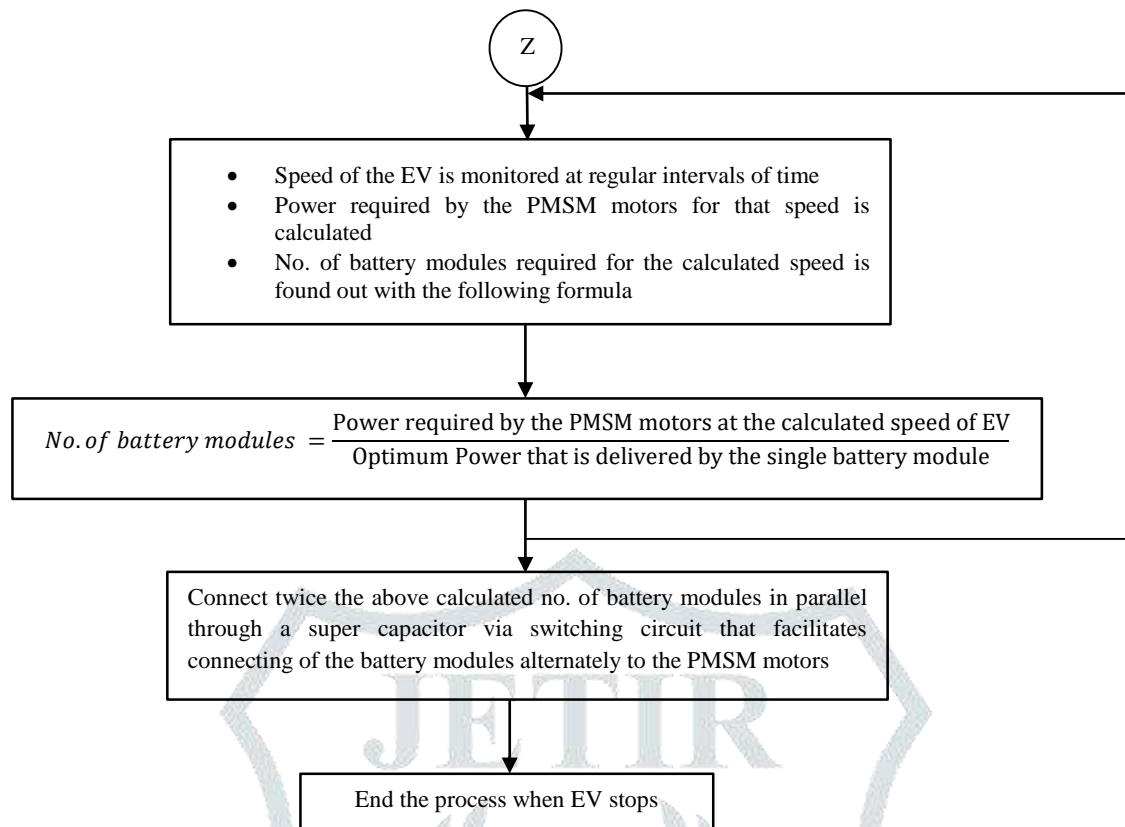 Z
• Speed of the EV is monitored at regular intervals of time
• Power required by the PMSM motors for that speed is
calculated
• No. of battery modules required for the calculated speed is
found out with the following formula
No. of battery modules = Power required by the PMSM motors at the calculated speed of EV
Optimum Power that is delivered by the single battery module
Connect twice the above calculated no. of battery modules in parallel
through a super capacitor via switching circuit that facilitates
connecting of the battery modules alternately to the PMSM motors
JETIR
End the process when EV stops